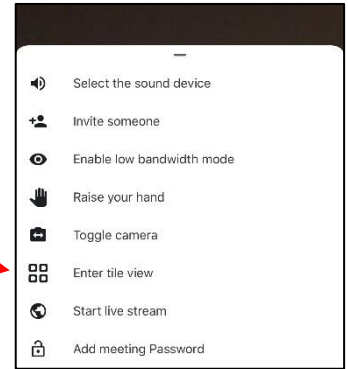 Select the sound device
Invite someone
Enable low bandwidth mode
Raise your hand
Toggle camera
Enter tile view
Start live stream
Add meeting Password